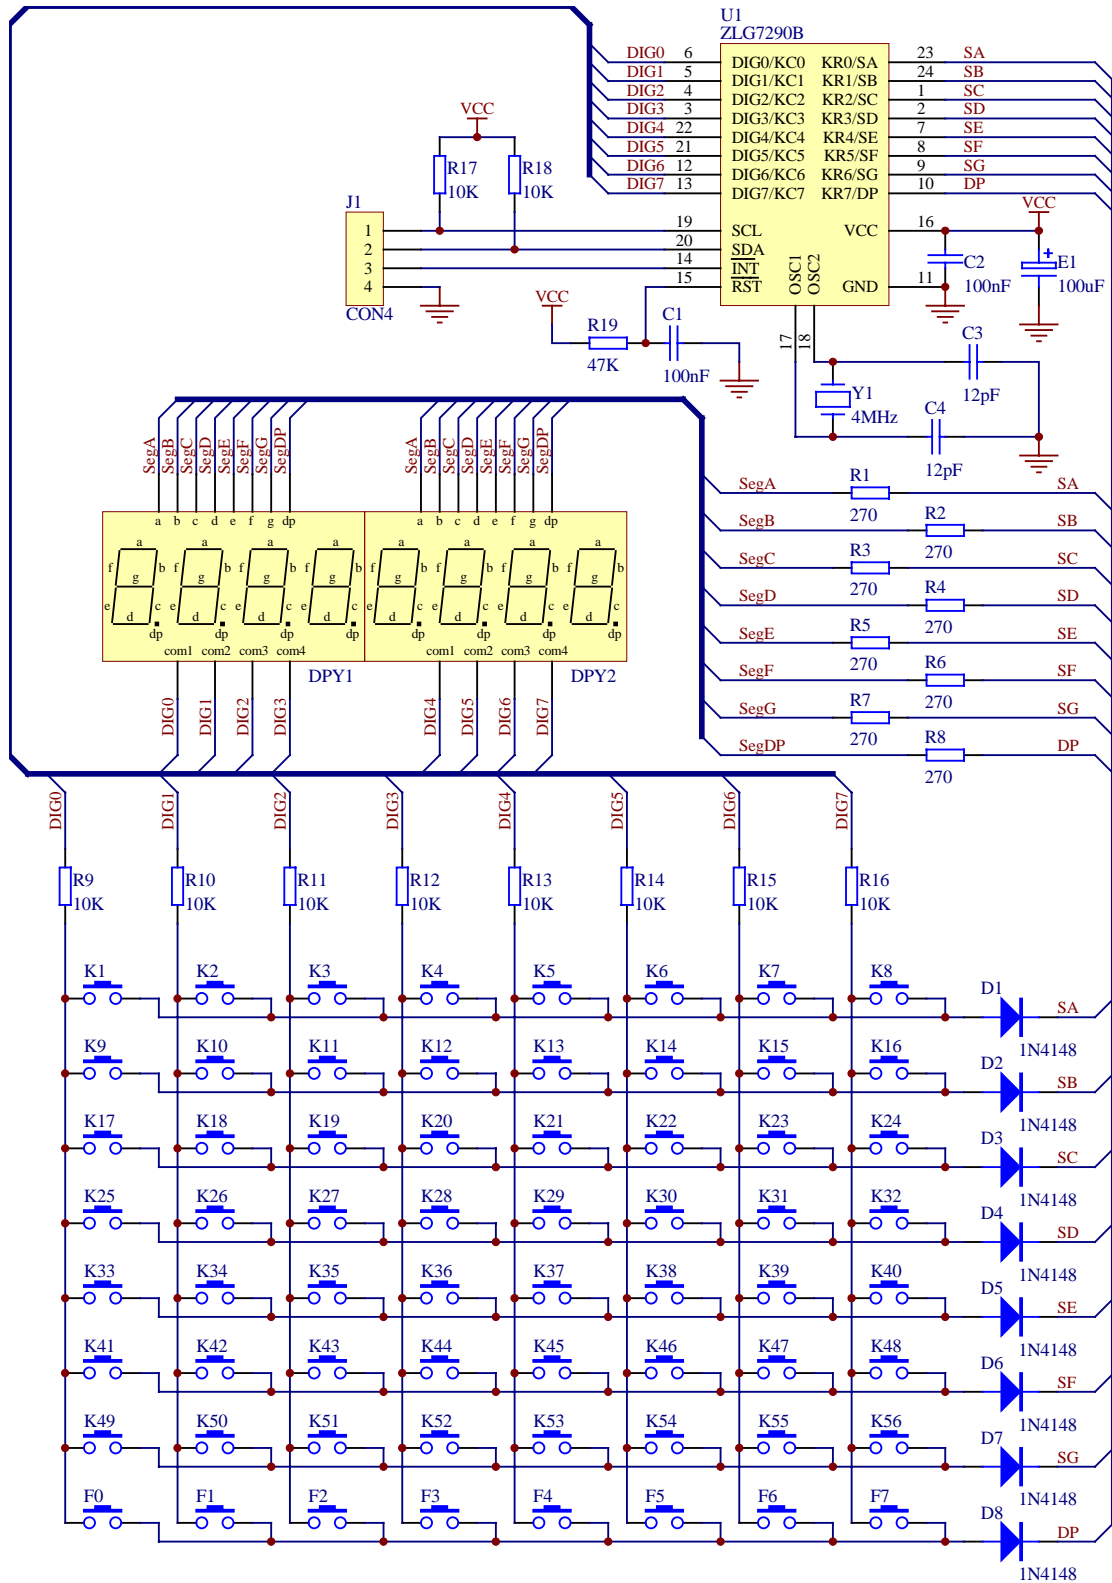 U1
ZLG7290B
DIG0 6 DIG0/KC0 KR0/SA 23 SA
DIG1 5 DIG1/KC1 KR1/SB 24 SB
DIG2 4 DIG2/KC2 KR2/SC 1 SC
DIG3 3 DIG3/KC3 KR3/SD 2 SD
DIG4 22 DIG4/KC4 KR4/SE 7 SE
DIG5 21 DIG5/KC5 KR5/SF 8 SF
DIG6 12 DIG6/KC6 KR6/SG 9 SG
DIG7 13 DIG7/KC7 KR7/DP 10 DP
VCC
R17 R18
10K 10K
J1
1 19 SCL VCC 16 VCC
2 20 SDA
3 14 INT
4 15 RST GND 11
OSC1 OSC2
17 18
CON4
C2
100nF
+
E1
100uF
VCC
R19
47K
C1
100nF
C3
12pF
Y1
4MHz
C4
12pF
SegA SegB SegC SegD SegE SegF SegG SegDP
SegA SegB SegC SegD SegE SegF SegG SegDP
a b c d e f g dp
a b c d e f g dp
a a a a a a a a
f b f b f b f b f b f b f b f b
g g g g g g g g
e c e c e c e c e c e c e c e c
d d d d d d d d
dp dp dp dp dp dp dp dp
com1 com2 com3 com4 com1 com2 com3 com4
DPY1 DPY2
DIG0 DIG1 DIG2 DIG3 DIG4 DIG5 DIG6 DIG7
SegA R1 SA
270
SegB R2 SB
270
SegC R3 SC
270
SegD R4 SD
270
SegE R5 SE
270
SegF R6 SF
270
SegG R7 SG
270
SegDP R8 DP
270
DIG0 DIG1 DIG2 DIG3 DIG4 DIG5 DIG6 DIG7
R9 R10 R11 R12 R13 R14 R15 R16
10K 10K 10K 10K 10K 10K 10K 10K
K1 K2 K3 K4 K5 K6 K7 K8 D1 SA
1N4148
K9 K10 K11 K12 K13 K14 K15 K16 D2 SB
1N4148
K17 K18 K19 K20 K21 K22 K23 K24 D3 SC
1N4148
K25 K26 K27 K28 K29 K30 K31 K32 D4 SD
1N4148
K33 K34 K35 K36 K37 K38 K39 K40 D5 SE
1N4148
K41 K42 K43 K44 K45 K46 K47 K48 D6 SF
1N4148
K49 K50 K51 K52 K53 K54 K55 K56 D7 SG
1N4148
F0 F1 F2 F3 F4 F5 F6 F7 D8 DP
1N4148